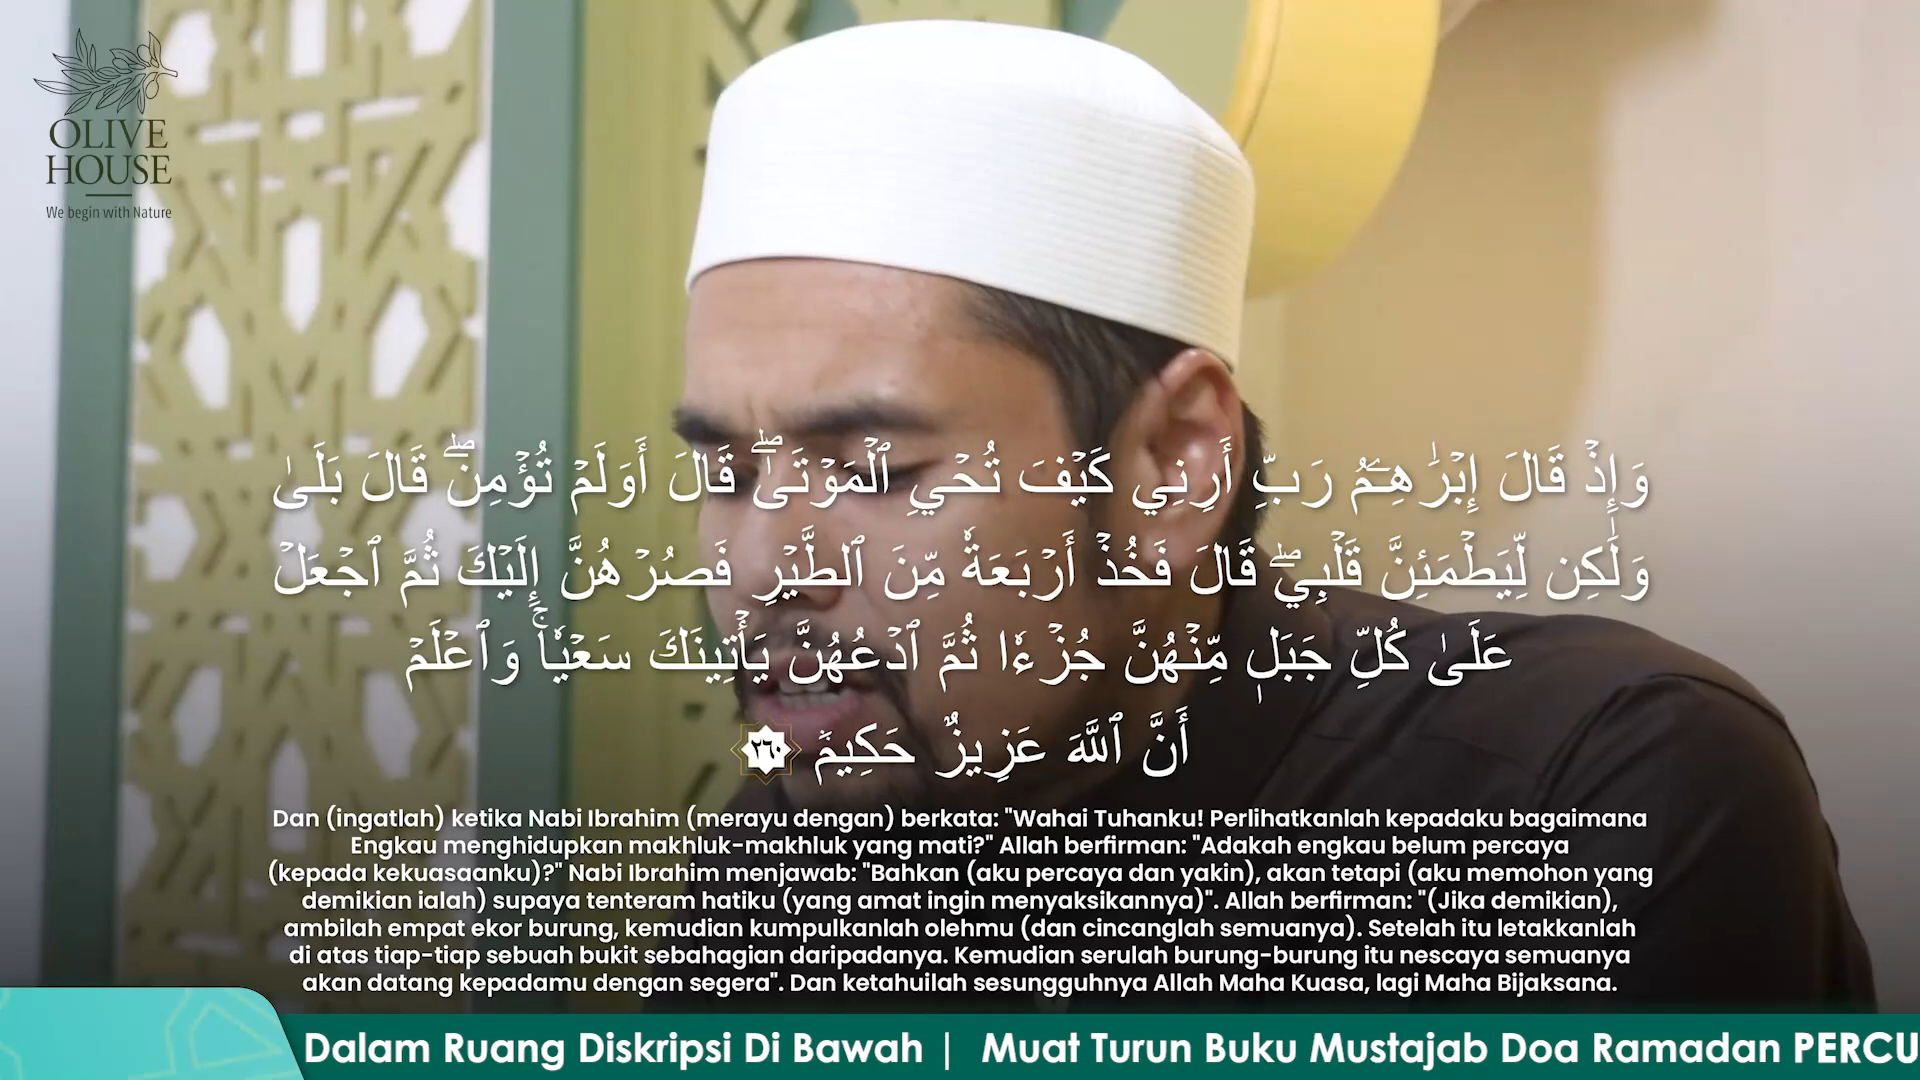 OLIVE
HOUSE
We begin with Nature
وَإِذۡ قَالَ إِبۡرَٰهِـۧمُ رَبِّ أَرِنِي كَيۡفَ تُحۡيِ ٱلۡمَوۡتَىٰۖ قَالَ أَوَلَمۡ تُؤۡمِنۖ قَالَ بَلَىٰ
وَلَٰكِن لِّيَطۡمَئِنَّ قَلۡبِيۖ قَالَ فَخُذۡ أَرۡبَعَةٗ مِّنَ ٱلطَّيۡرِ فَصُرۡهُنَّ إِلَيۡكَ ثُمَّ ٱجۡعَلۡ
عَلَىٰ كُلِّ جَبَلٖ مِّنۡهُنَّ جُزۡءٗا ثُمَّ ٱدۡعُهُنَّ يَأۡتِينَكَ سَعۡيٗاۚ وَٱعۡلَمۡ
أَنَّ ٱللَّهَ عَزِيزٌ حَكِيمٞ ٢٦٠
Dan (ingatlah) ketika Nabi Ibrahim (merayu dengan) berkata: "Wahai Tuhanku! Perlihatkanlah kepadaku bagaimana
Engkau menghidupkan makhluk-makhluk yang mati?" Allah berfirman: "Adakah engkau belum percaya
(kepada kekuasaanku)?" Nabi Ibrahim menjawab: "Bahkan (aku percaya dan yakin), akan tetapi (aku memohon yang
demikian ialah) supaya tenteram hatiku (yang amat ingin menyaksikannya)". Allah berfirman: "(Jika demikian),
ambilah empat ekor burung, kemudian kumpulkanlah olehmu (dan cincanglah semuanya). Setelah itu letakkanlah
di atas tiap-tiap sebuah bukit sebahagian daripadanya. Kemudian serulah burung-burung itu nescaya semuanya
akan datang kepadamu dengan segera". Dan ketahuilah sesungguhnya Allah Maha Kuasa, lagi Maha Bijaksana.
Dalam Ruang Diskripsi Di Bawah | Muat Turun Buku Mustajab Doa Ramadan PERCU